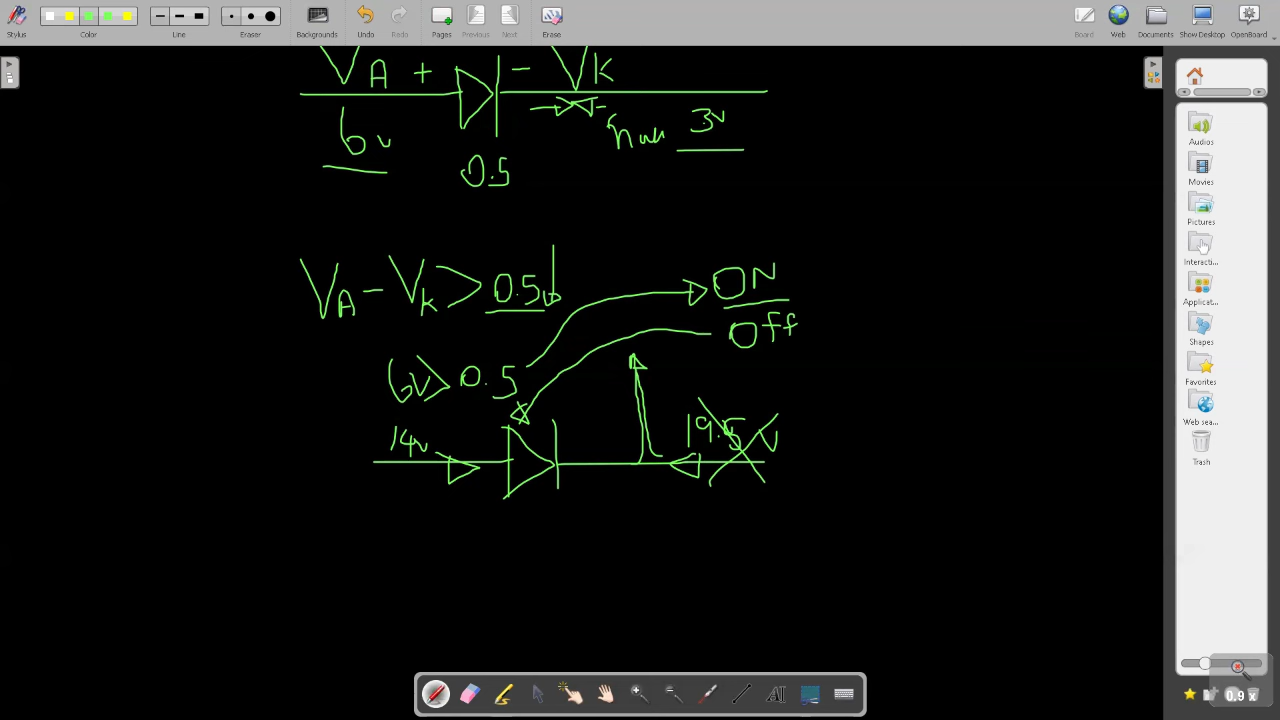 Stylus
Color
Line
Eraser
Backgrounds
Undo
Redo
Pages
Previous
Next
Erase
Board
Web
Documents
Show Desktop
OpenBoard
VA + - VK
6v
3v
0.5
VA - VK > 0.5v
ON
OFF
6V > 0.5
14v
19.5 V
Audios
Movies
Pictures
Interacti...
Applicat...
Shapes
Favorites
Web sea...
Trash
0.9 x